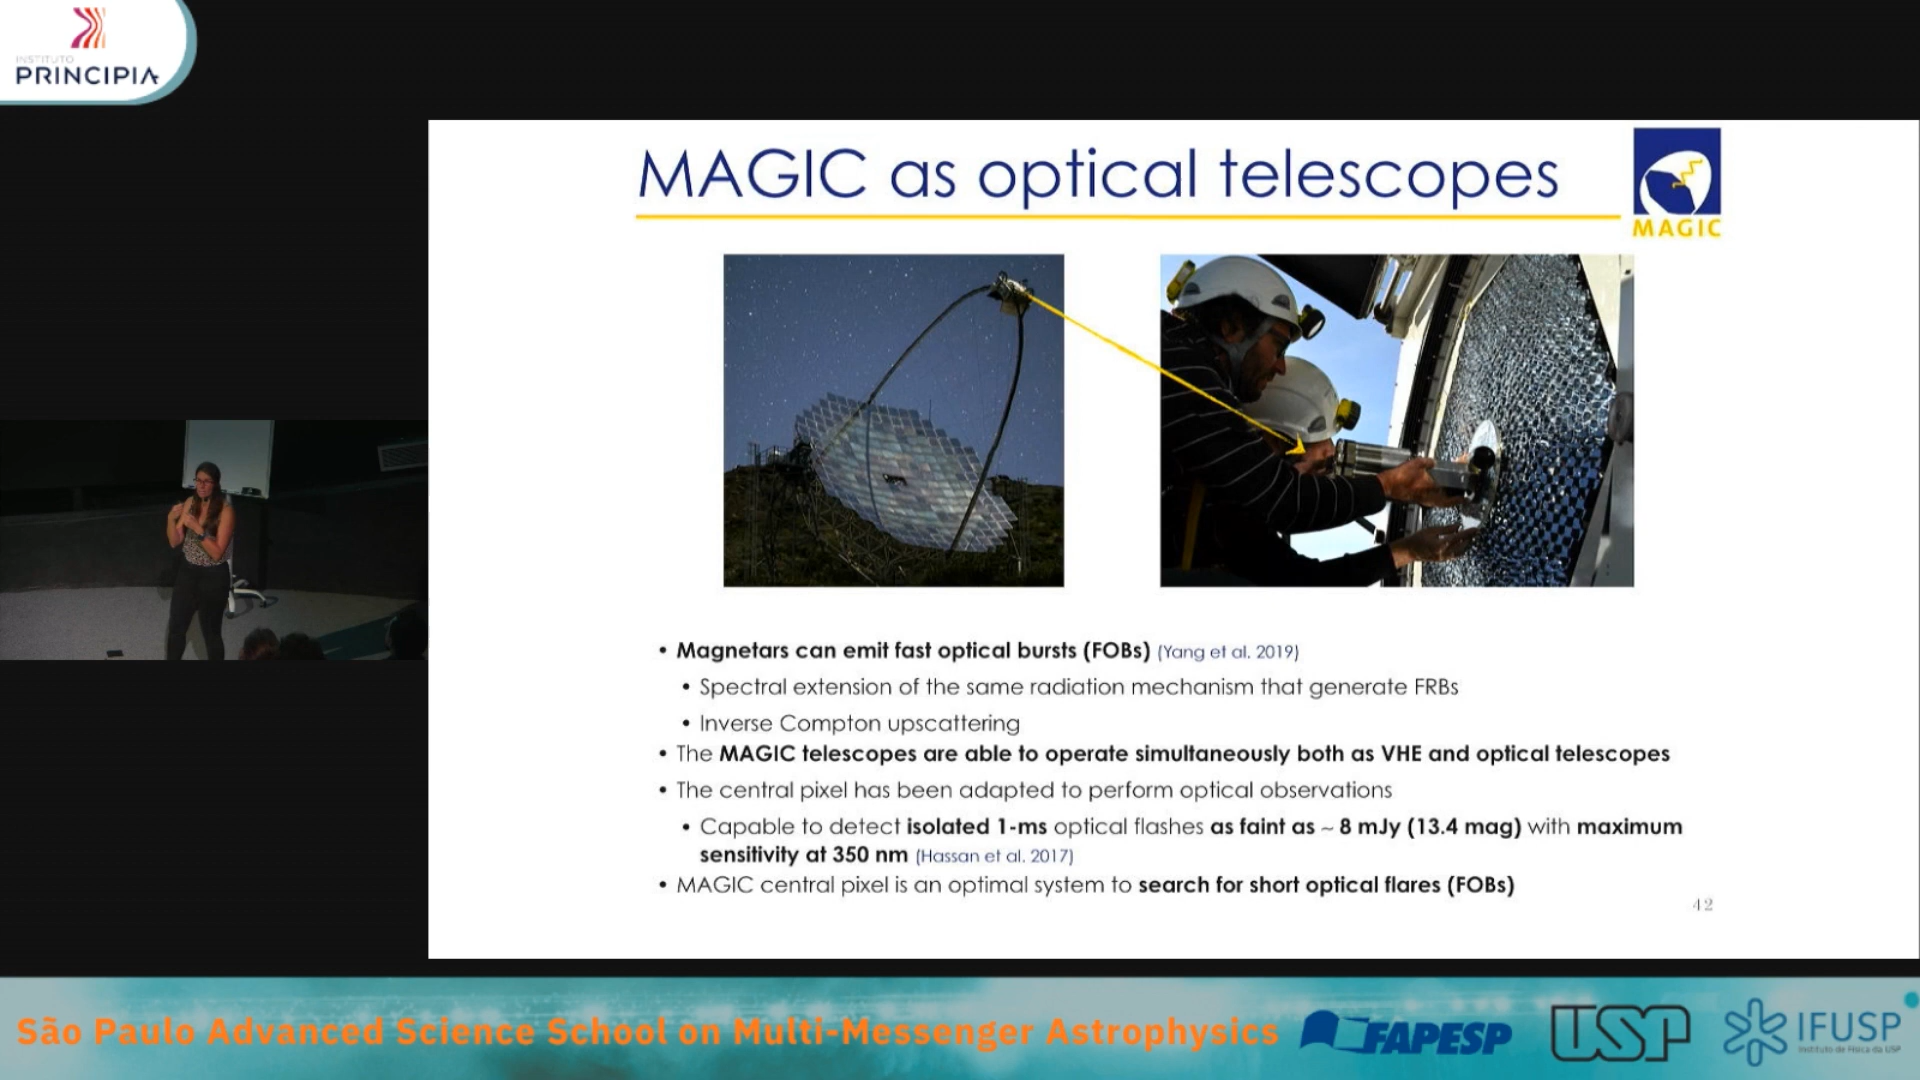 INSTITUTO
PRINCIPIA
MAGIC as optical telescopes
MAGIC
• Magnetars can emit fast optical bursts (FOBs) (Yang et al. 2019)
• Spectral extension of the same radiation mechanism that generate FRBs
• Inverse Compton upscattering
• The MAGIC telescopes are able to operate simultaneously both as VHE and optical telescopes
• The central pixel has been adapted to perform optical observations
• Capable to detect isolated 1-ms optical flashes as faint as ~ 8 mJy (13.4 mag) with maximum
sensitivity at 350 nm (Hassan et al. 2017)
• MAGIC central pixel is an optimal system to search for short optical flares (FOBs)
42
São Paulo Advanced Science School on Multi-Messenger Astrophysics
FAPESP
USP
IFUSP
Instituto de Física da USP